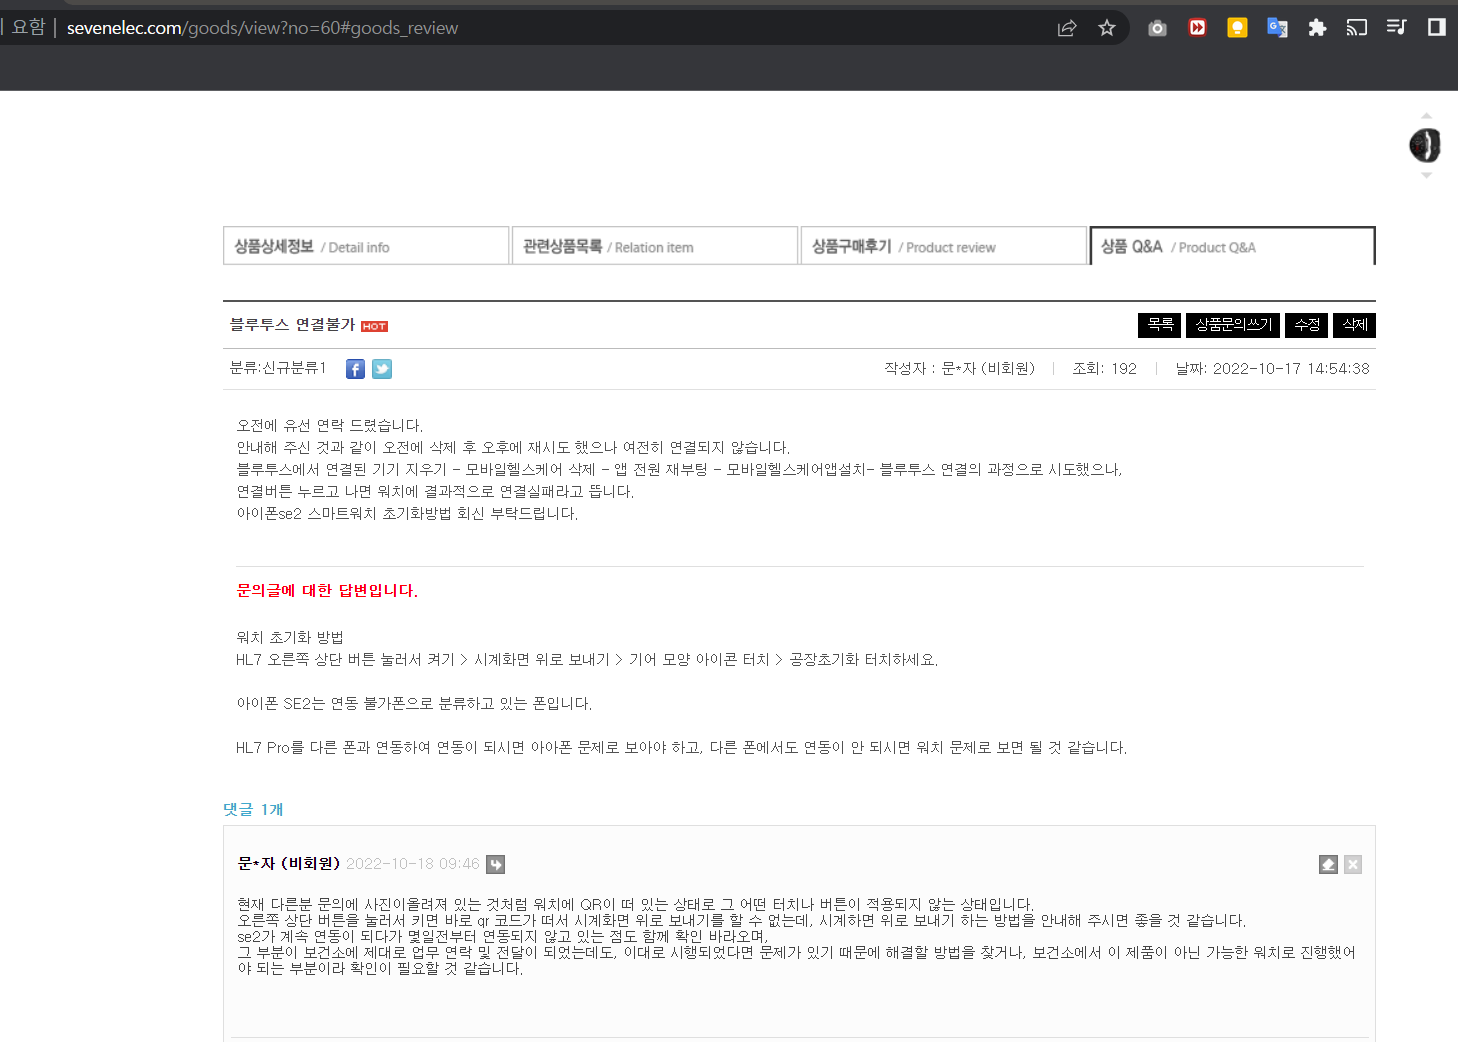 요함 | sevenelec.com/goods/view?no=60#goods_review
상품상세정보 / Detail info
관련상품목록 / Relation item
상품구매후기 / Product review
상품 Q&A / Product Q&A
블루투스 연결불가 HOT
목록 상품문의쓰기 수정 삭제
분류:신규분류1
작성자 : 문*자 (비회원) | 조회: 192 | 날짜: 2022-10-17 14:54:38
오전에 유선 연락 드렸습니다.
안내해 주신 것과 같이 오전에 삭제 후 오후에 재시도 했으나 여전히 연결되지 않습니다.
블루투스에서 연결된 기기 지우기 - 모바일헬스케어 삭제 - 앱 전원 재부팅 - 모바일헬스케어앱설치- 블루투스 연결의 과정으로 시도했으나,
연결버튼 누르고 나면 워치에 결과적으로 연결실패라고 뜹니다.
아이폰se2 스마트워치 초기화방법 회신 부탁드립니다.
문의글에 대한 답변입니다.
워치 초기화 방법
HL7 오른쪽 상단 버튼 눌러서 켜기 > 시계화면 위로 보내기 > 기어 모양 아이콘 터치 > 공장초기화 터치하세요.
아이폰 SE2는 연동 불가폰으로 분류하고 있는 폰입니다.
HL7 Pro를 다른 폰과 연동하여 연동이 되시면 아아폰 문제로 보아야 하고, 다른 폰에서도 연동이 안 되시면 워치 문제로 보면 될 것 같습니다.
댓글 1개
문*자 (비회원) 2022-10-18 09:46
현재 다른분 문의에 사진이올려져 있는 것처럼 워치에 QR이 떠 있는 상태로 그 어떤 터치나 버튼이 적용되지 않는 상태입니다.
오른쪽 상단 버튼을 눌러서 키면 바로 qr 코드가 떠서 시계화면 위로 보내기를 할 수 없는데, 시계하면 위로 보내기 하는 방법을 안내해 주시면 좋을 것 같습니다.
se2가 계속 연동이 되다가 몇일전부터 연동되지 않고 있는 점도 함께 확인 바라오며,
그 부분이 보건소에 제대로 업무 연락 및 전달이 되었는데도, 이대로 시행되었다면 문제가 있기 때문에 해결할 방법을 찾거나, 보건소에서 이 제품이 아닌 가능한 워치로 진행했어
야 되는 부분이라 확인이 필요할 것 같습니다.